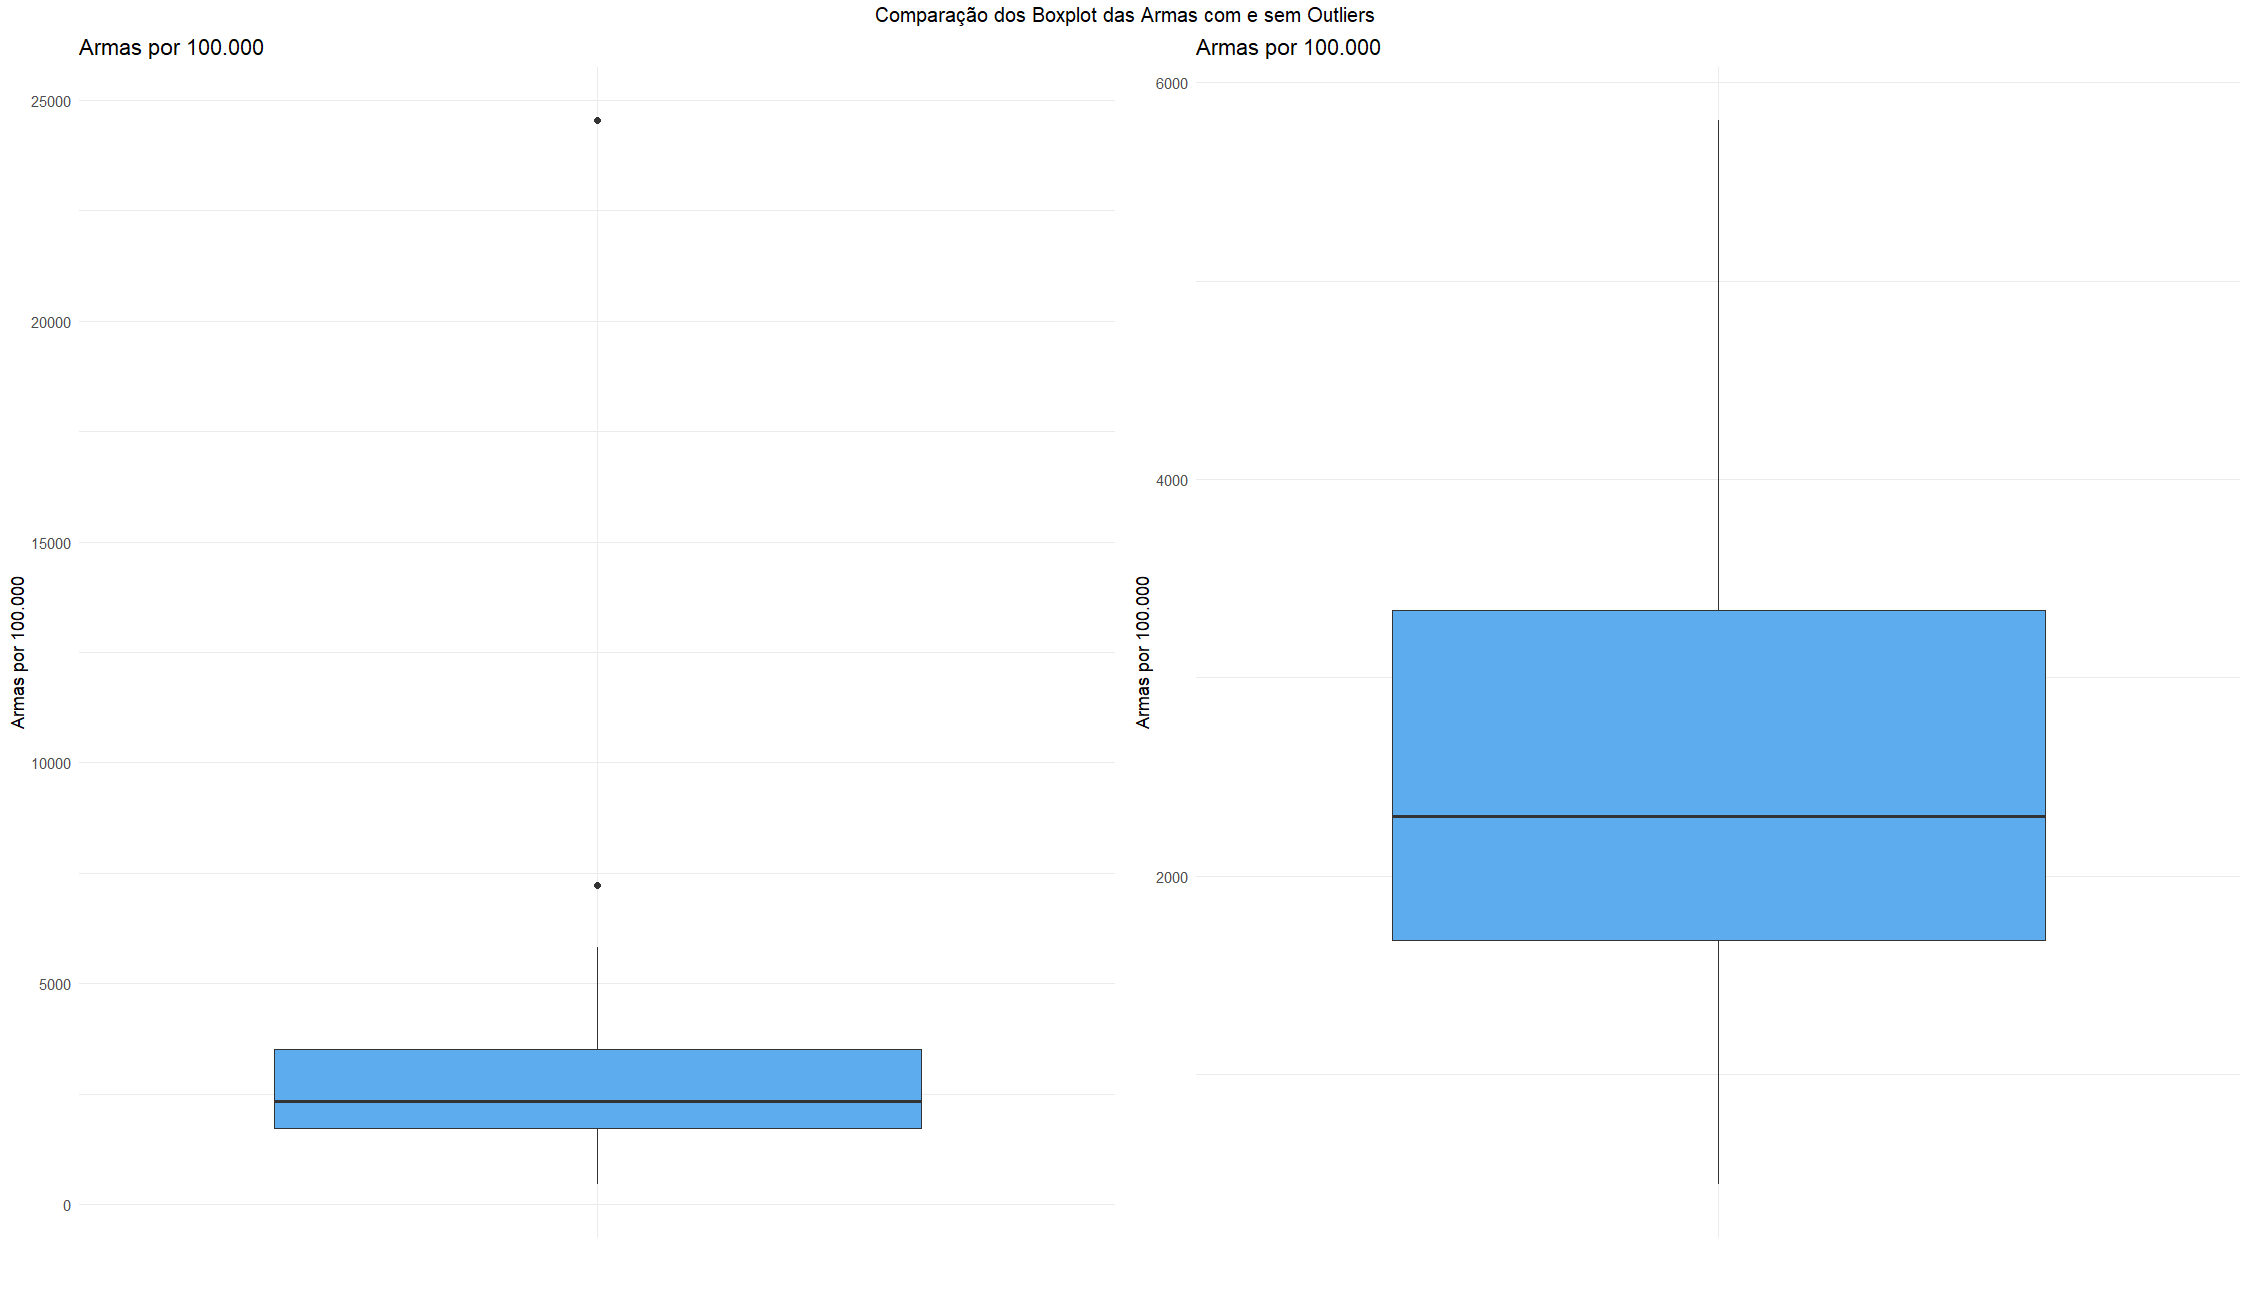 Comparação dos Boxplot das Armas com e sem Outliers
Armas por 100.000
25000
20000
15000
10000
5000
0
Armas por 100.000
Armas por 100.000
6000
4000
2000
Armas por 100.000